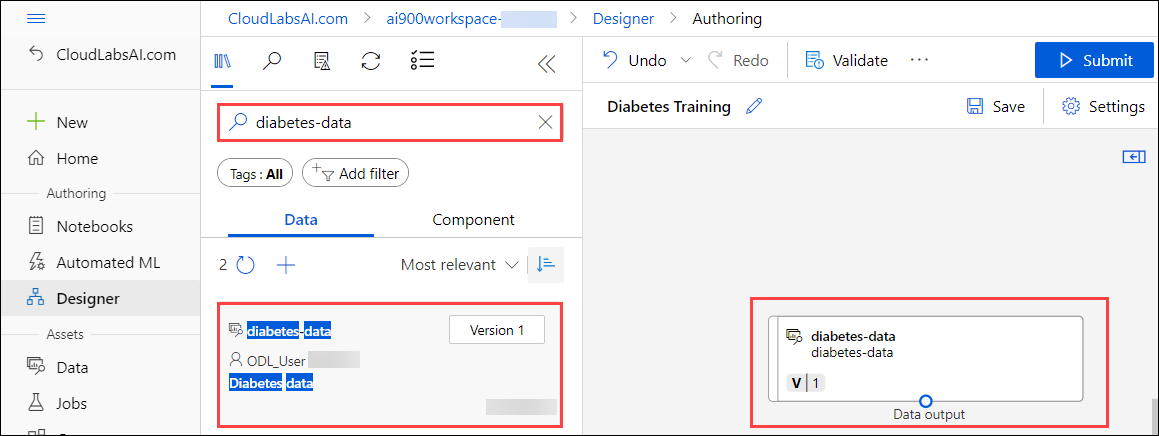 CloudLabsAI.com > ai900workspace- > Designer > Authoring
CloudLabsAI.com
New
Home
Authoring
Notebooks
Automated ML
Designer
Assets
Data
Jobs
diabetes-data
Tags : All
Add filter
Data
Component
2
Most relevant
diabetes-data
Version 1
ODL_User
Diabetes data
Undo
Redo
Validate
...
Submit
Diabetes Training
Save
Settings
diabetes-data
diabetes-data
V | 1
Data output